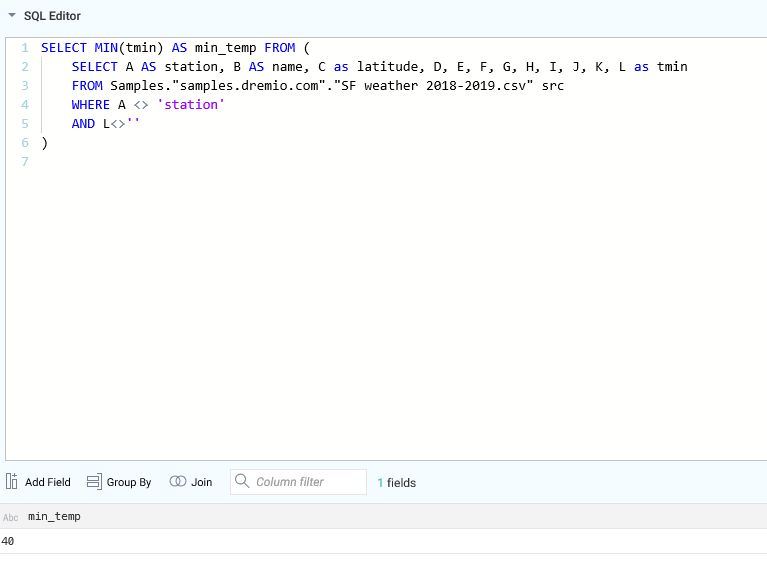 SQL Editor
1 SELECT MIN(tmin) AS min_temp FROM (
2 SELECT A AS station, B AS name, C as latitude, D, E, F, G, H, I, J, K, L as tmin
3 FROM Samples."samples.dremio.com"."SF weather 2018-2019.csv" src
4 WHERE A <> 'station'
5 AND L<>''
6 )
7
Add Field Group By Join Column filter 1 fields
Abc min_temp
40